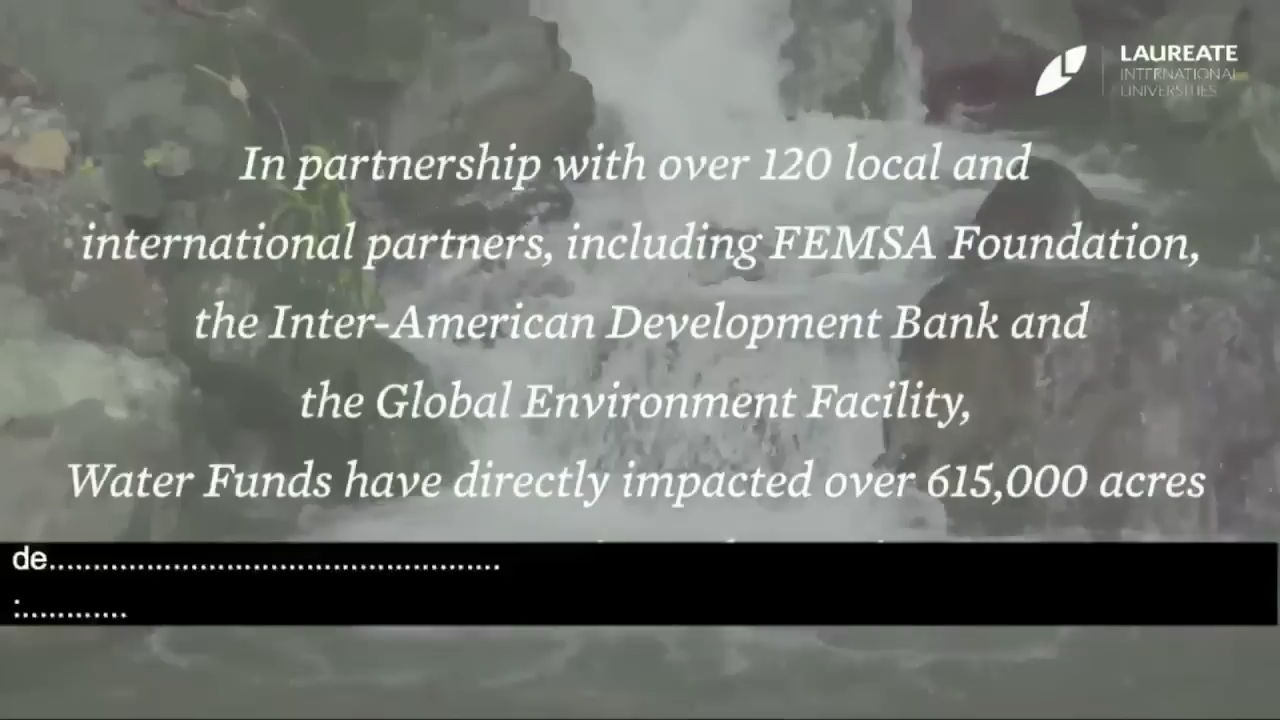 LAUREATE
INTERNATIONAL
UNIVERSITIES
In partnership with over 120 local and
international partners, including FEMSA Foundation,
the Inter-American Development Bank and
the Global Environment Facility,
Water Funds have directly impacted over 615,000 acres
de...................................................
:.............